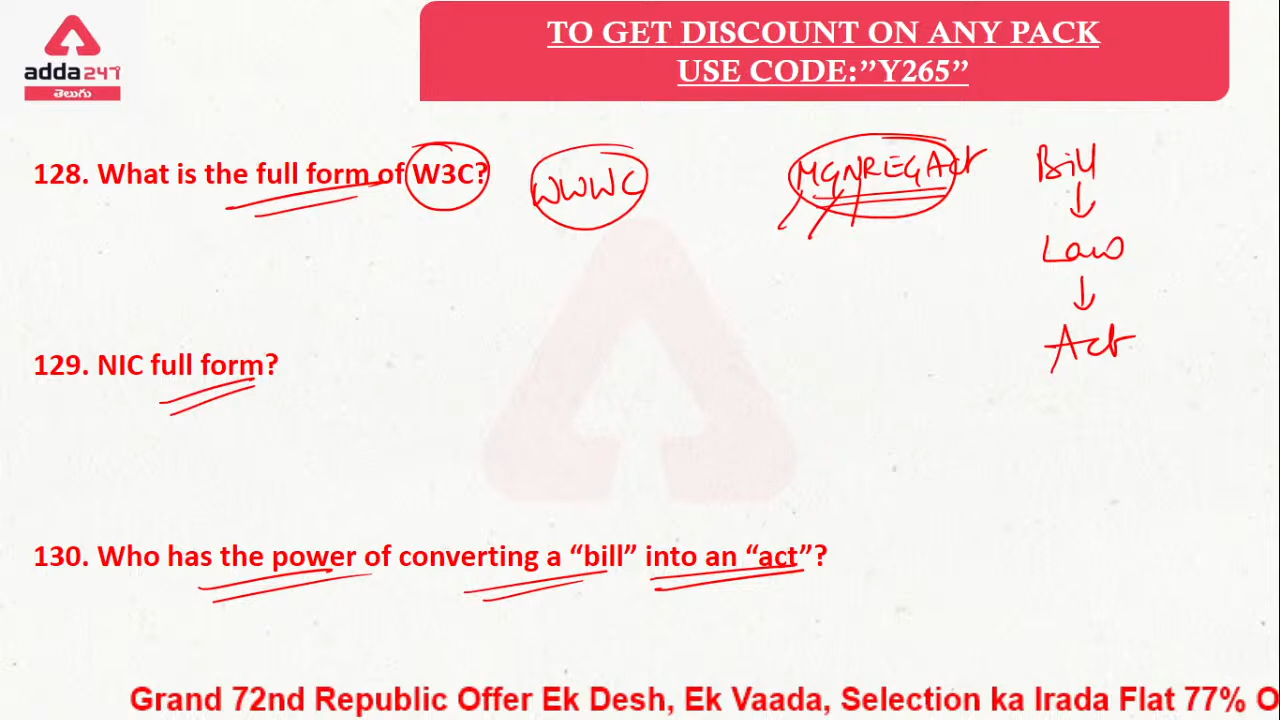 TO GET DISCOUNT ON ANY PACK
USE CODE:”Y265”
adda247
తెలుగు
128. What is the full form of W3C?
WWWC
MGNREGAct
Bill
Law
Act
129. NIC full form?
130. Who has the power of converting a “bill” into an “act”?
Grand 72nd Republic Offer Ek Desh, Ek Vaada, Selection ka Irada Flat 77% O